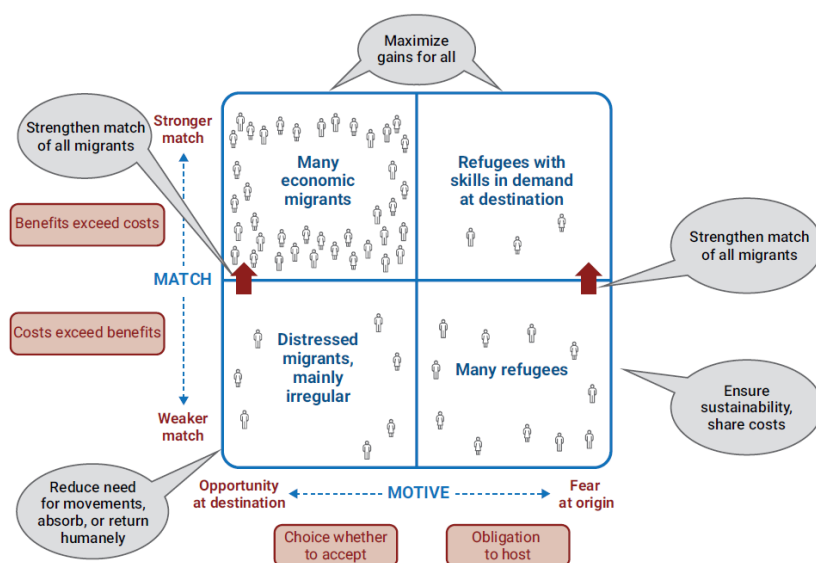 Maximize
gains for all
Strengthen match
of all migrants
Stronger
match
Many
economic
migrants
Refugees with
skills in demand
at destination
Benefits exceed costs
Strengthen match
of all migrants
MATCH
Costs exceed benefits
Distressed
migrants,
mainly
irregular
Many refugees
Weaker
match
Ensure
sustainability,
share costs
Reduce need
for movements,
absorb, or return
humanely
Opportunity
at destination
MOTIVE
Fear
at origin
Choice whether
to accept
Obligation
to host